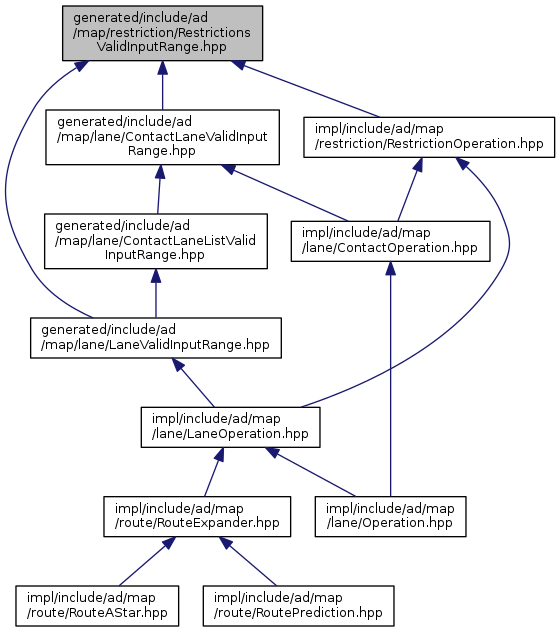 generated/include/ad
/map/restriction/Restrictions
ValidInputRange.hpp
generated/include/ad
/map/lane/ContactLaneValidInput
Range.hpp
impl/include/ad/map
/restriction/RestrictionOperation.hpp
generated/include/ad
/map/lane/ContactLaneListValid
InputRange.hpp
impl/include/ad/map
/lane/ContactOperation.hpp
generated/include/ad
/map/lane/LaneValidInputRange.hpp
impl/include/ad/map
/lane/LaneOperation.hpp
impl/include/ad/map
/route/RouteExpander.hpp
impl/include/ad/map
/lane/Operation.hpp
impl/include/ad/map
/route/RouteAStar.hpp
impl/include/ad/map
/route/RoutePrediction.hpp